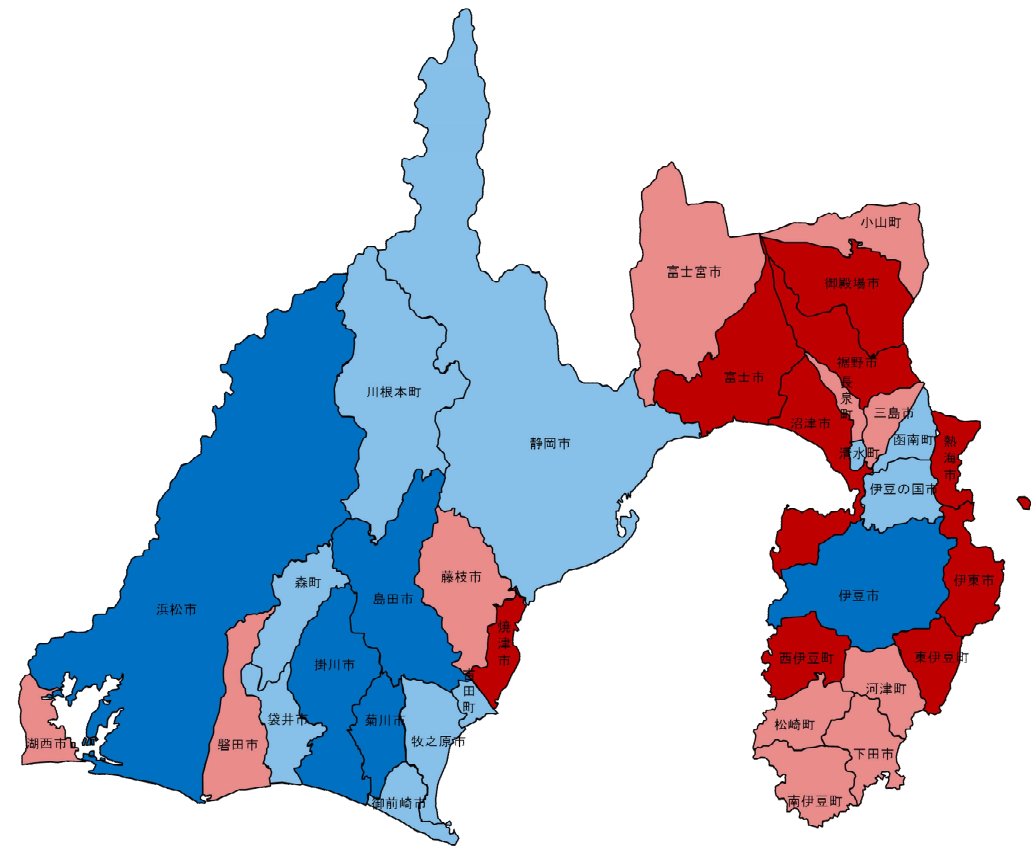 小山町
富士宮市
御殿場市
裾野市
富士市
長泉町
川根本町
三島市
沼津市
函南町
静岡市
清水町
熱海市
伊豆の国市
藤枝市
森町
伊東市
浜松市
島田市
伊豆市
焼津市
掛川市
西伊豆町
東伊豆町
吉田町
河津町
袋井市
菊川市
松崎町
湖西市
磐田市
牧之原市
下田市
御前崎市
南伊豆町